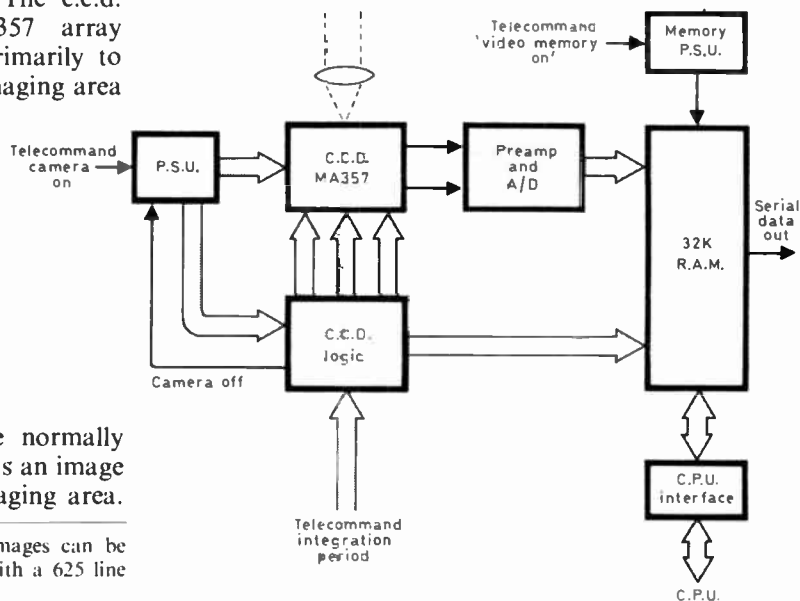 The c.c.d.
357 array
rimarily to
naging area
Telecommand
'video memory
on'
Memory
P.S.U.
Telecommand
camera
on
P.S.U.
C.C.D.
MA357
Preamp
and
A/D
32K
R.A.M.
Serial
data
out
C.C.D.
logic
Camera off
Telecommand
integration
period
C.P.U.
interface
C.P.U.
e normally
s an image
aging area.
mages can be
ith a 625 line